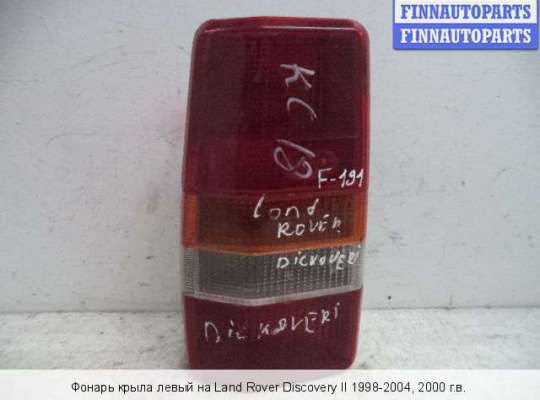 FINNAUTOPARTS
FINNAUTOPARTS
KC 18
F-191
Lond
ROVER
DICKOVERI
DICKOVERI
Фонарь крыла левый на Land Rover Discovery II 1998-2004, 2000 г.в.